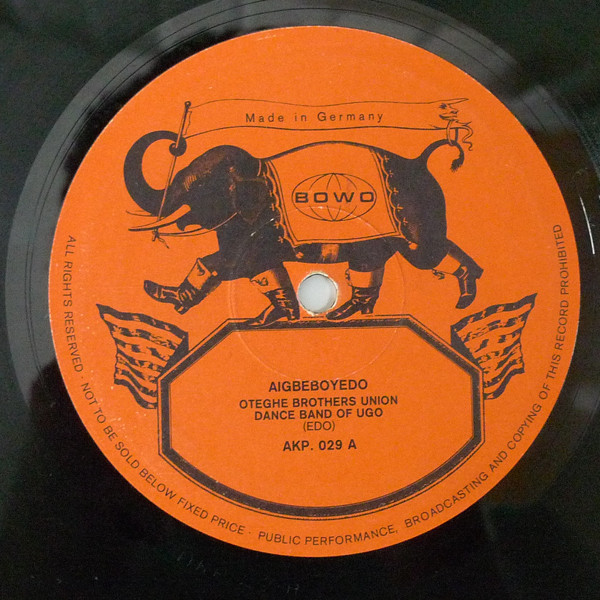 Made in Germany
BOWO
AIGBEBOYEDO
OTEGHE BROTHERS UNION
DANCE BAND OF UGO
(EDO)
AKP. 029 A
ALL RIGHTS RESERVED · NOT TO BE SOLD BELOW FIXED PRICE · PUBLIC PERFORMANCE, BROADCASTING AND COPYING OF THIS RECORD PROHIBITED